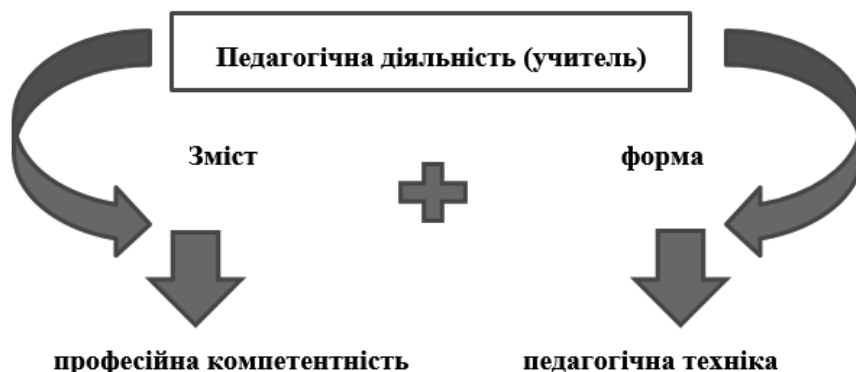 Педагогічна діяльність (учитель)
Зміст
форма
професійна компетентність
педагогічна техніка